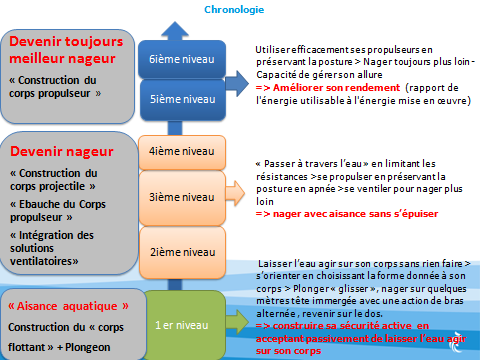 Chronologie
Devenir toujours
meilleur nageur
« Construction du
corps propulseur »
6ième niveau
5ième niveau
Utiliser efficacement ses propulseurs en
préservant la posture > Nager toujours plus loin -
Capacité de gérer son allure
=> Améliorer son rendement (rapport de
l'énergie utilisable à l'énergie mise en œuvre)
Devenir nageur
« Construction du
corps projectile »
« Ebauche du Corps
propulseur »
« Intégration des
solutions
ventilatoires»
4ième niveau
3ième niveau
2ième niveau
« Passer à travers l'eau » en limitant les
résistances >se propulser en préservant la
posture en apnée >se ventiler pour nager plus
loin
=> nager avec aisance sans s'épuiser
« Aisance aquatique »
Construction du « corps
flottant » + Plongeon
1 er niveau
Laisser l'eau agir sur son corps sans rien faire >
s'orienter en choisissant la forme donnée à son
corps > Plonger « glisser », nager sur quelques
mètres tête immergée avec une action de bras
alternée , revenir sur le dos.
=> construire sa sécurité active en
acceptant passivement de laisser l'eau agir
sur son corps